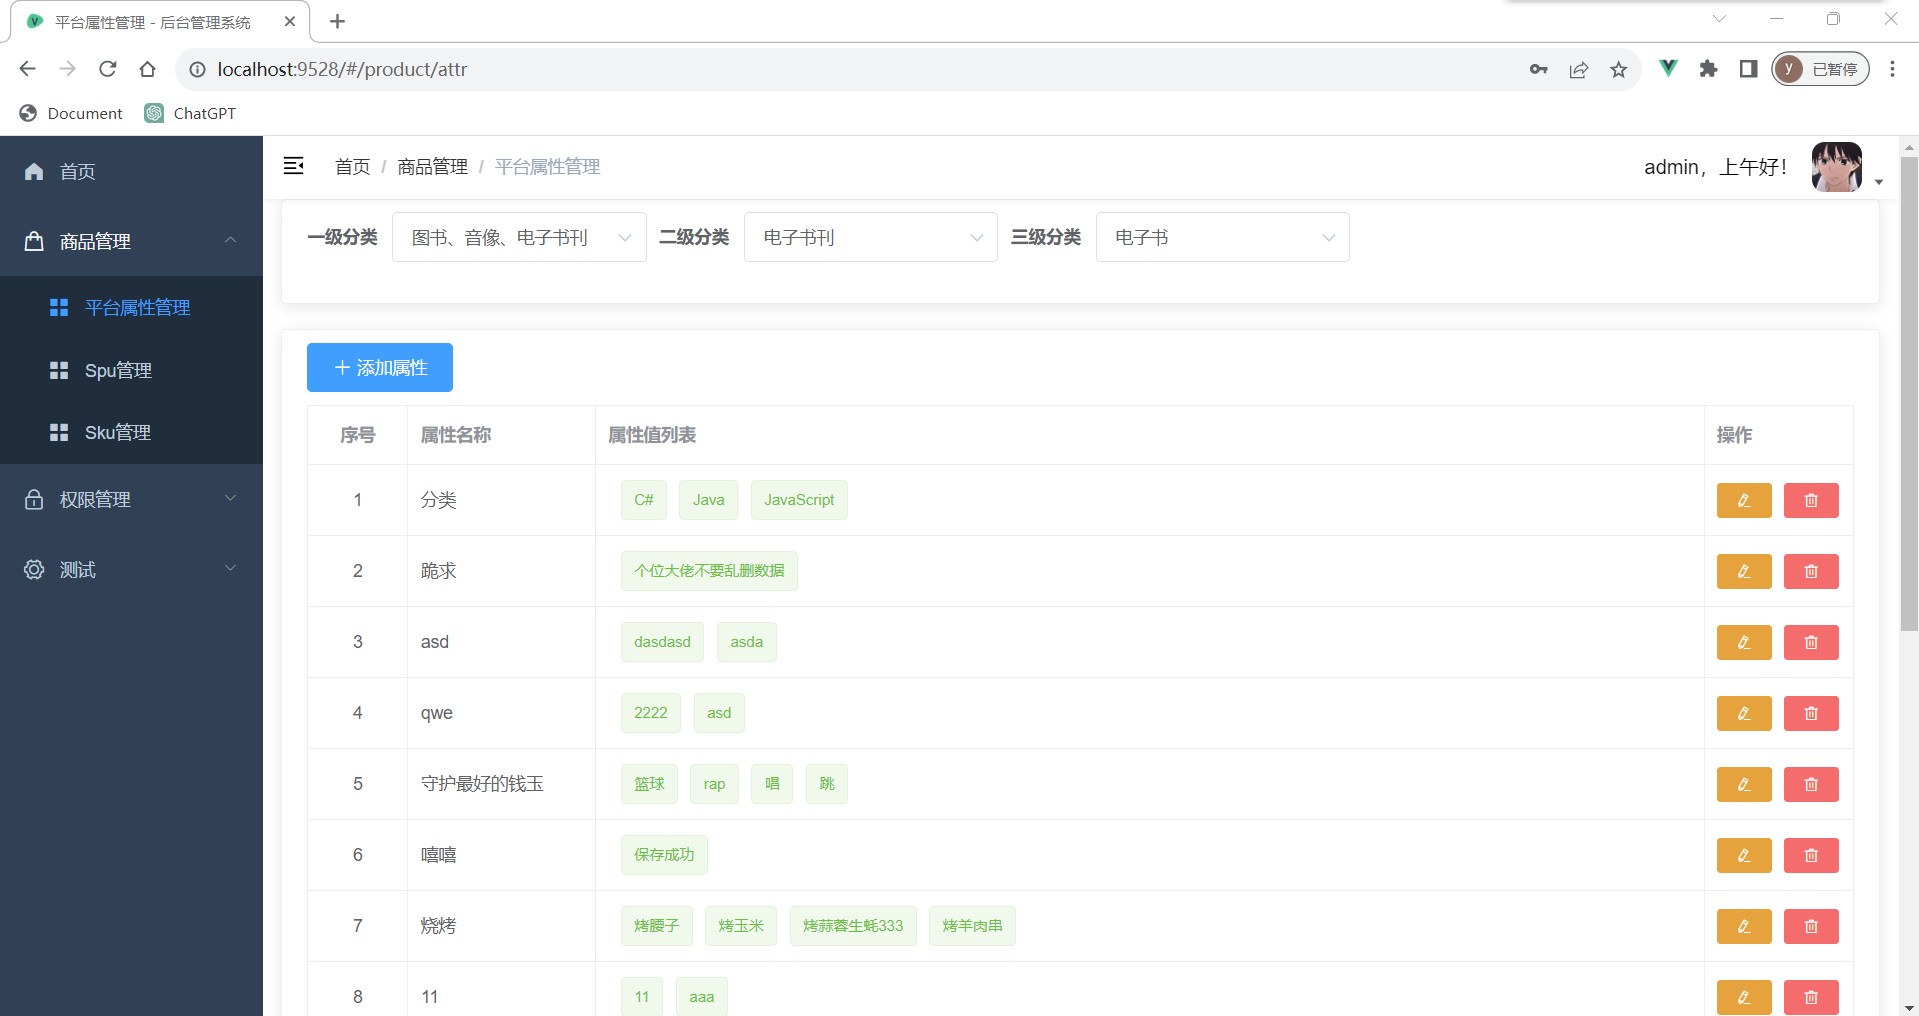 平台属性管理 - 后台管理系统
localhost:9528/#/product/attr
y 已暂停
Document ChatGPT
首页
商品管理
平台属性管理
Spu管理
Sku管理
权限管理
测试
首页 / 商品管理 / 平台属性管理
admin，上午好！
一级分类 图书、音像、电子书刊 二级分类 电子书刊 三级分类 电子书
添加属性
序号 属性名称 属性值列表 操作
1 分类 C# Java JavaScript
2 跪求 个位大佬不要乱删数据
3 asd dasdasd asda
4 qwe 2222 asd
5 守护最好的钱玉 篮球 rap 唱 跳
6 嘻嘻 保存成功
7 烧烤 烤腰子 烤玉米 烤蒜蓉生蚝333 烤羊肉串
8 11 11 aaa